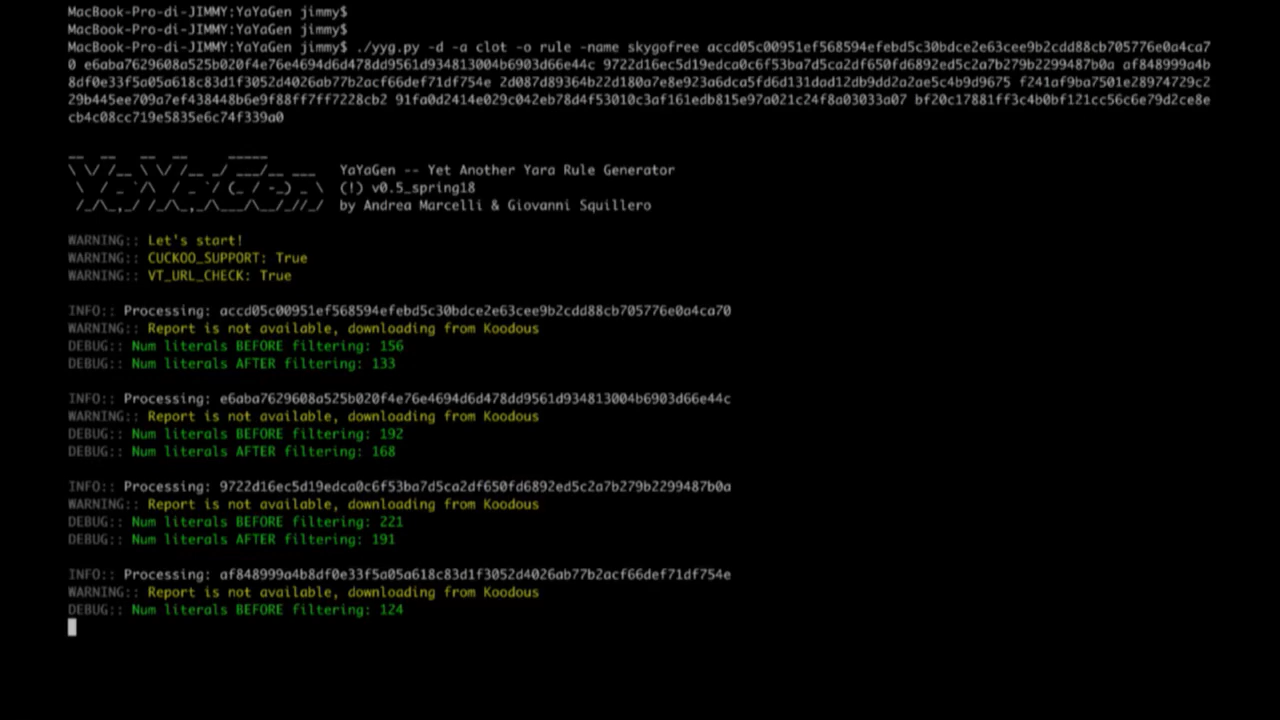 MacBook-Pro-di-JIMMY:YaYaGen jimmy$
MacBook-Pro-di-JIMMY:YaYaGen jimmy$
MacBook-Pro-di-JIMMY:YaYaGen jimmy$ ./yyg.py -d -a clot -o rule -name skygofree accd05c00951ef568594efebd5c30bdce2e63cee9b2cdd88cb705776e0a4ca7
0 e6aba7629608a525b020f4e76e4694d6d478dd9561d934813004b6903d66e44c 9722d16ec5d19edca0c6f53ba7d5ca2df650fd6892ed5c2a7b279b2299487b0a af848999a4b
8df0e33f5a05a618c83d1f3052d4026ab77b2acf66def71df754e 2d087d89364b22d180a7e8e923a6dca5fd6d131dad12db9dd2a2ae5c4b9d9675 f241af9ba7501e28974729c2
29b445ee709a7ef438448b6e9f88ff7ff7228cb2 91fa0d2414e029c042eb78d4f53010c3af161edb815e97a021c24f8a03033a07 bf20c17881ff3c4b0bf121cc56c6e79d2ce8e
cb4c08cc719e5835e6c74f339a0
YaYaGen
YaYaGen -- Yet Another Yara Rule Generator
(!) v0.5_spring18
by Andrea Marcelli & Giovanni Squillero
WARNING:: Let's start!
WARNING:: CUCKOO_SUPPORT: True
WARNING:: VT_URL_CHECK: True
INFO:: Processing: accd05c00951ef568594efebd5c30bdce2e63cee9b2cdd88cb705776e0a4ca70
WARNING:: Report is not available, downloading from Koodous
DEBUG:: Num literals BEFORE filtering: 156
DEBUG:: Num literals AFTER filtering: 133
INFO:: Processing: e6aba7629608a525b020f4e76e4694d6d478dd9561d934813004b6903d66e44c
WARNING:: Report is not available, downloading from Koodous
DEBUG:: Num literals BEFORE filtering: 192
DEBUG:: Num literals AFTER filtering: 168
INFO:: Processing: 9722d16ec5d19edca0c6f53ba7d5ca2df650fd6892ed5c2a7b279b2299487b0a
WARNING:: Report is not available, downloading from Koodous
DEBUG:: Num literals BEFORE filtering: 221
DEBUG:: Num literals AFTER filtering: 191
INFO:: Processing: af848999a4b8df0e33f5a05a618c83d1f3052d4026ab77b2acf66def71df754e
WARNING:: Report is not available, downloading from Koodous
DEBUG:: Num literals BEFORE filtering: 124